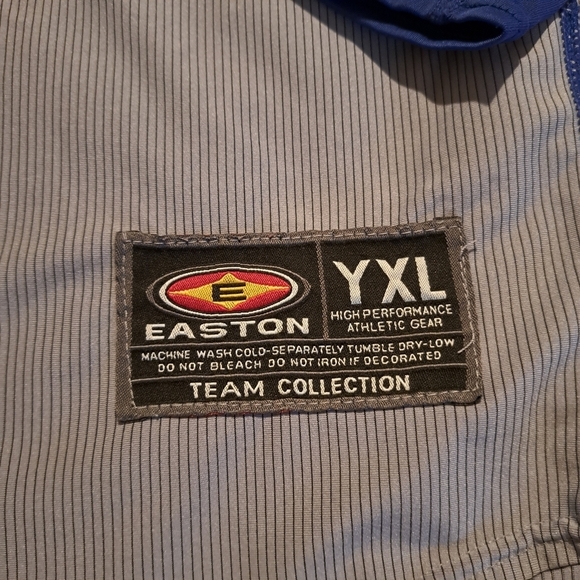 E
EASTON
YXL
HIGH PERFORMANCE
ATHLETIC GEAR
MACHINE WASH COLD-SEPARATELY TUMBLE DRY-LOW
DO NOT BLEACH DO NOT IRON IF DECORATED
TEAM COLLECTION